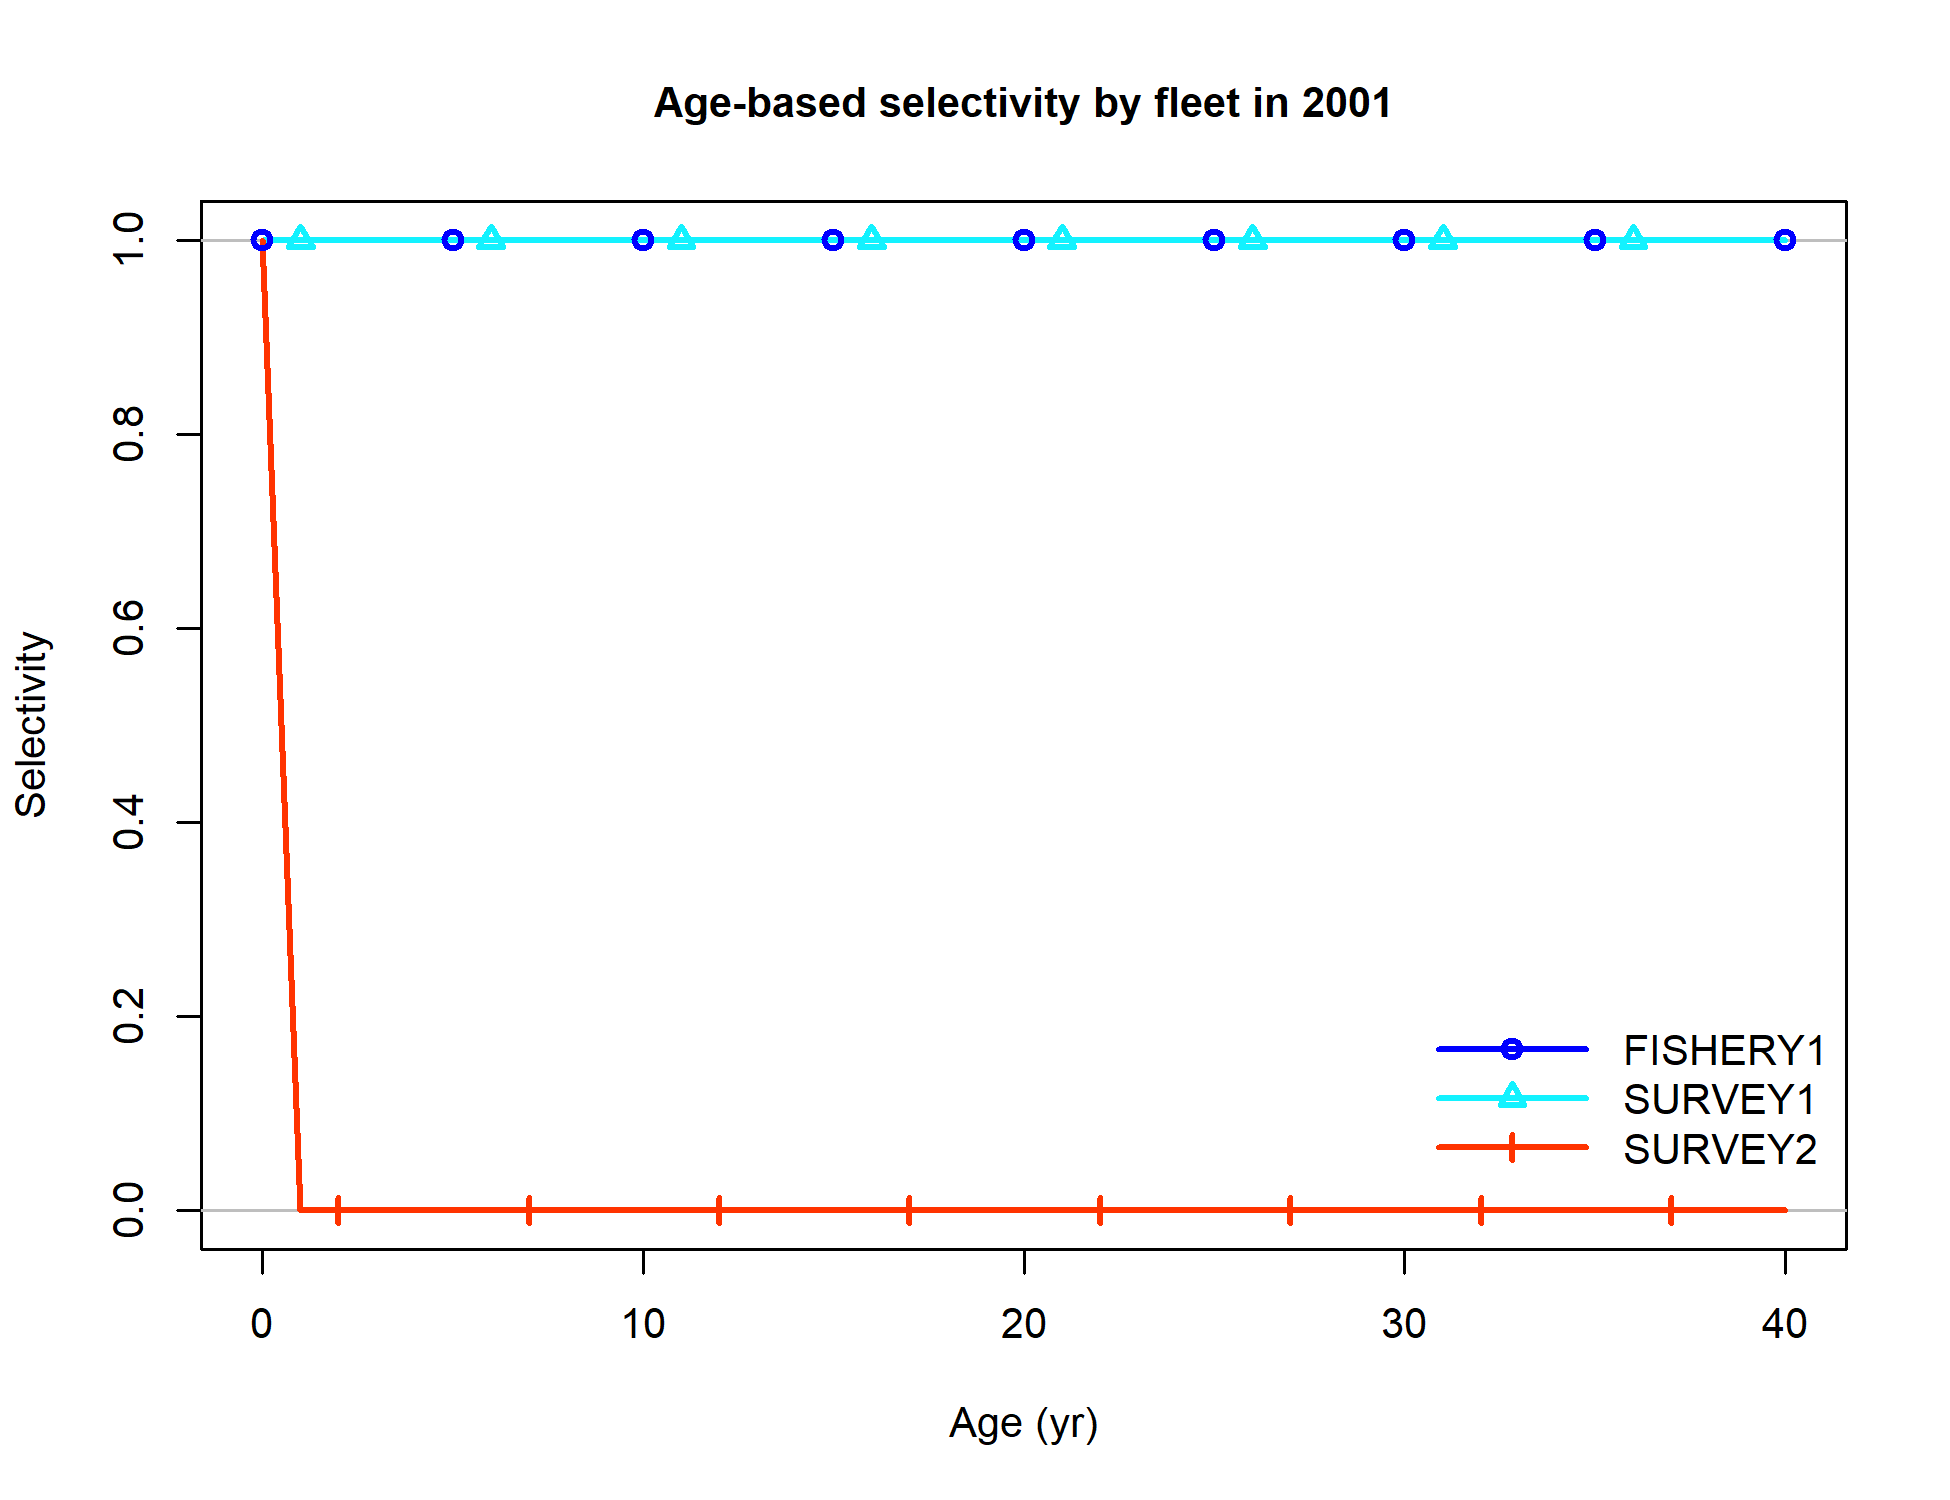 Age-based selectivity by fleet in 2001
Selectivity
1.0
0.8
0.6
0.4
0.2
0.0
FISHERY1
SURVEY1
SURVEY2
0 10 20 30 40
Age (yr)